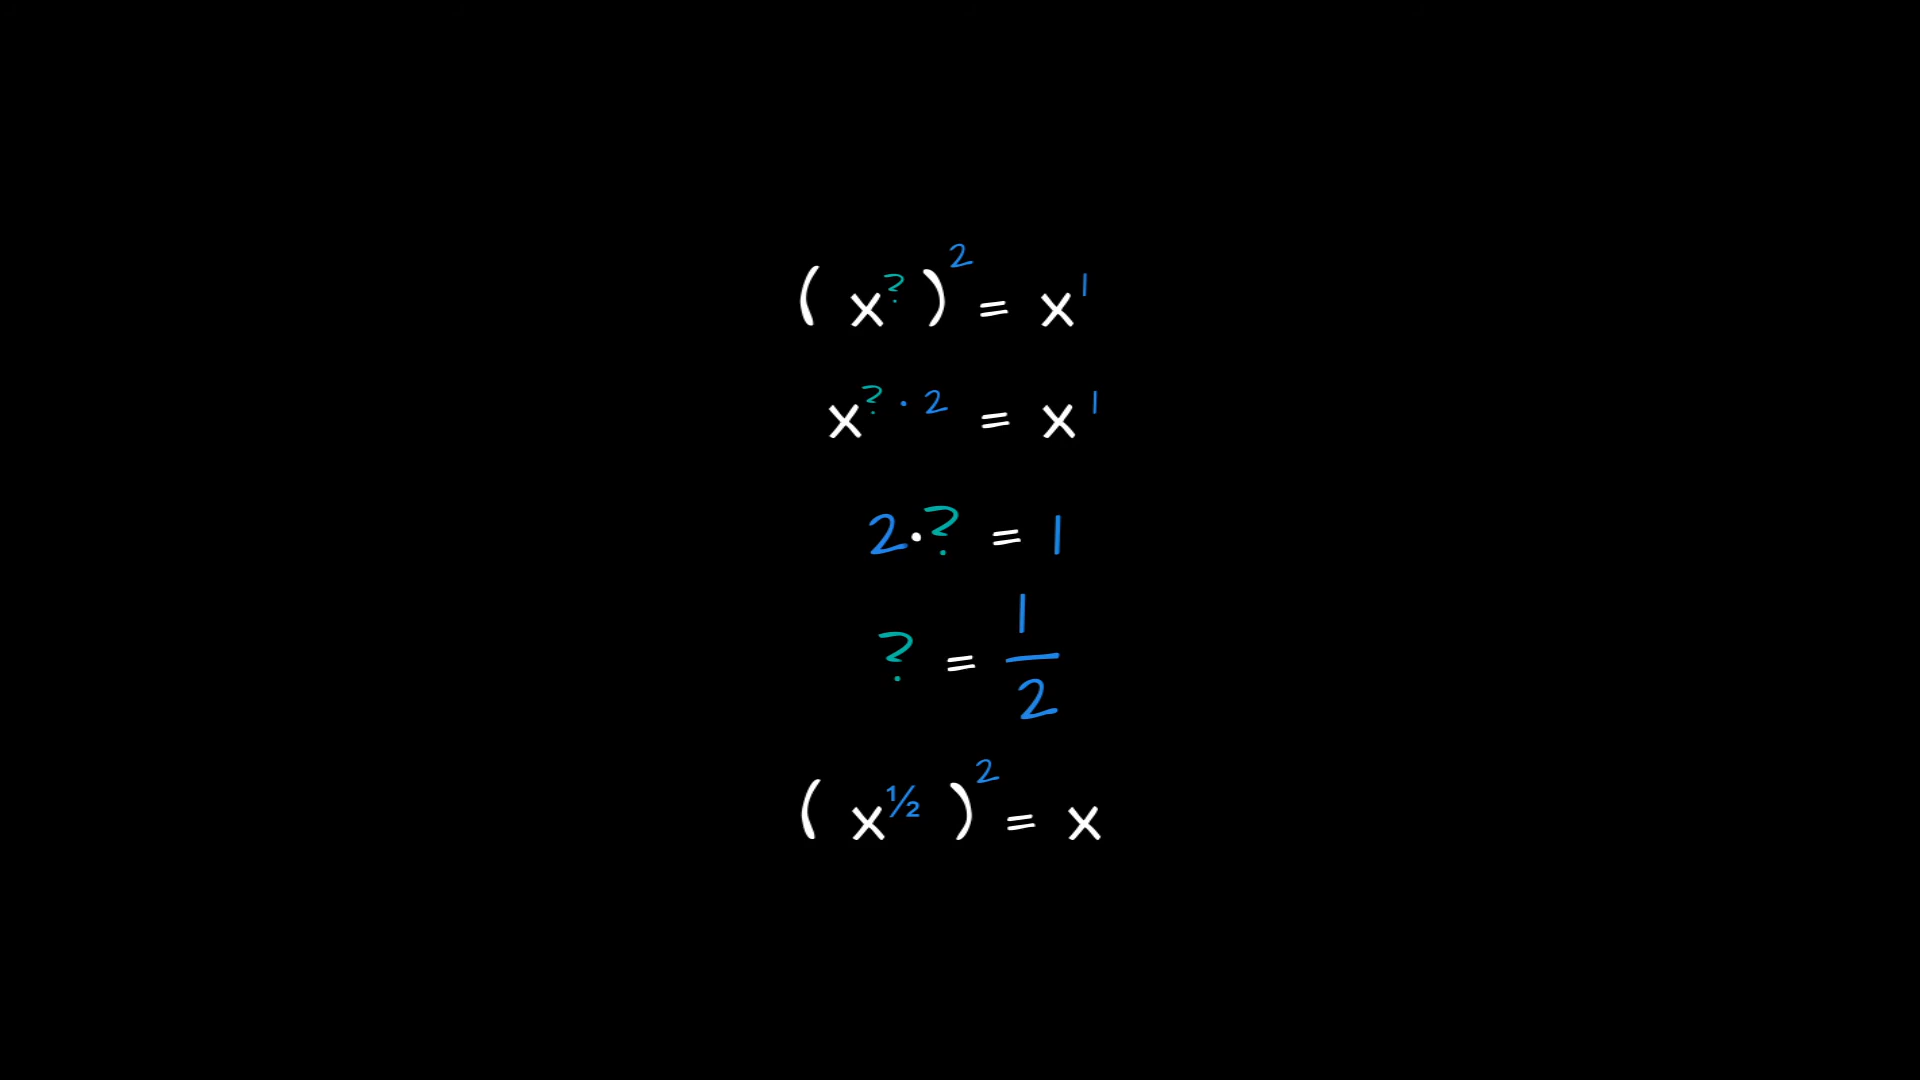 ( x^? )^2 = x^1
x^? · 2 = x^1
2 · ? = 1
? = 1/2
( x^½ )^2 = x